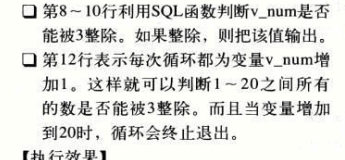 ❑ 第8～10行利用SQL函数判断v_num是否
能被3整除。如果整除，则把该值输出。
❑ 第12行表示每次循环都为变量v_num增
加1。这样就可以判断1～20之间所有
的数是否能被3整除。而且当变量增加
到20时，循环会终止退出。
【执行效果】